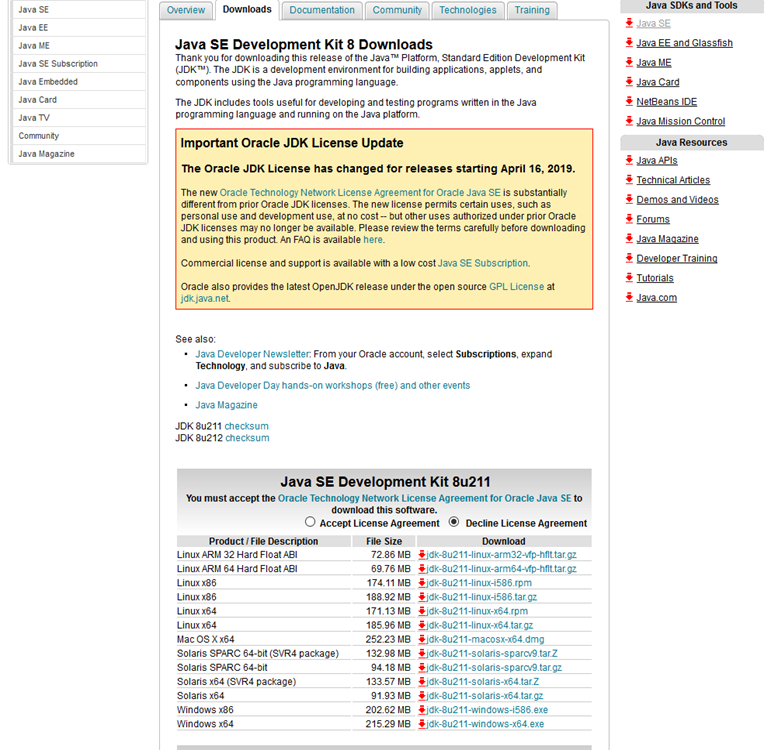 Java SE
Java EE
Java ME
Java SE Subscription
Java Embedded
Java Card
Java TV
Community
Java Magazine
Overview
Downloads
Documentation
Community
Technologies
Training
Java SE Development Kit 8 Downloads
Thank you for downloading this release of the Java™ Platform, Standard Edition Development Kit
(JDK™). The JDK is a development environment for building applications, applets, and
components using the Java programming language.
The JDK includes tools useful for developing and testing programs written in the Java
programming language and running on the Java platform.
Important Oracle JDK License Update
The Oracle JDK License has changed for releases starting April 16, 2019.
The new Oracle Technology Network License Agreement for Oracle Java SE is substantially
different from prior Oracle JDK licenses. The new license permits certain uses, such as
personal use and development use, at no cost -- but other uses authorized under prior Oracle
JDK licenses may no longer be available. Please review the terms carefully before downloading
and using this product. An FAQ is available here.
Commercial license and support is available with a low cost Java SE Subscription.
Oracle also provides the latest OpenJDK release under the open source GPL License at
jdk.java.net.
See also:
• Java Developer Newsletter: From your Oracle account, select Subscriptions, expand
Technology, and subscribe to Java.
• Java Developer Day hands-on workshops (free) and other events
• Java Magazine
JDK 8u211 checksum
JDK 8u212 checksum
Java SE Development Kit 8u211
You must accept the Oracle Technology Network License Agreement for Oracle Java SE to
download this software.
Accept License Agreement Decline License Agreement
Product / File Description File Size Download
Linux ARM 32 Hard Float ABI 72.86 MB jdk-8u211-linux-arm32-vfp-hflt.tar.gz
Linux ARM 64 Hard Float ABI 69.76 MB jdk-8u211-linux-arm64-vfp-hflt.tar.gz
Linux x86 174.11 MB jdk-8u211-linux-i586.rpm
Linux x86 188.92 MB jdk-8u211-linux-i586.tar.gz
Linux x64 171.13 MB jdk-8u211-linux-x64.rpm
Linux x64 185.96 MB jdk-8u211-linux-x64.tar.gz
Mac OS X x64 252.23 MB jdk-8u211-macosx-x64.dmg
Solaris SPARC 64-bit (SVR4 package) 132.98 MB jdk-8u211-solaris-sparcv9.tar.Z
Solaris SPARC 64-bit 94.18 MB jdk-8u211-solaris-sparcv9.tar.gz
Solaris x64 (SVR4 package) 133.57 MB jdk-8u211-solaris-x64.tar.Z
Solaris x64 91.93 MB jdk-8u211-solaris-x64.tar.gz
Windows x86 202.62 MB jdk-8u211-windows-i586.exe
Windows x64 215.29 MB jdk-8u211-windows-x64.exe
Java SDKs and Tools
Java SE
Java EE and Glassfish
Java ME
Java Card
NetBeans IDE
Java Mission Control
Java Resources
Java APIs
Technical Articles
Demos and Videos
Forums
Java Magazine
Developer Training
Tutorials
Java.com